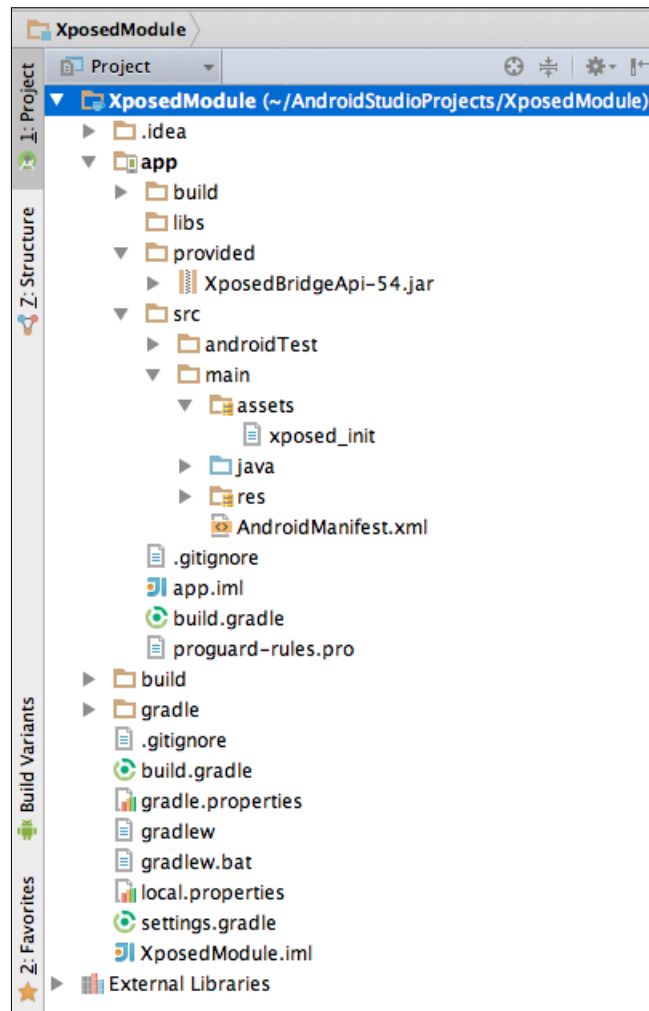 XposedModule
Project
XposedModule (~/AndroidStudioProjects/XposedModule)
.idea
app
build
libs
provided
XposedBridgeApi-54.jar
src
androidTest
main
assets
xposed_init
java
res
AndroidManifest.xml
.gitignore
app.iml
build.gradle
proguard-rules.pro
build
gradle
.gitignore
build.gradle
gradle.properties
gradlew
gradlew.bat
local.properties
settings.gradle
XposedModule.iml
External Libraries
1: Project
7: Structure
Build Variants
2: Favorites